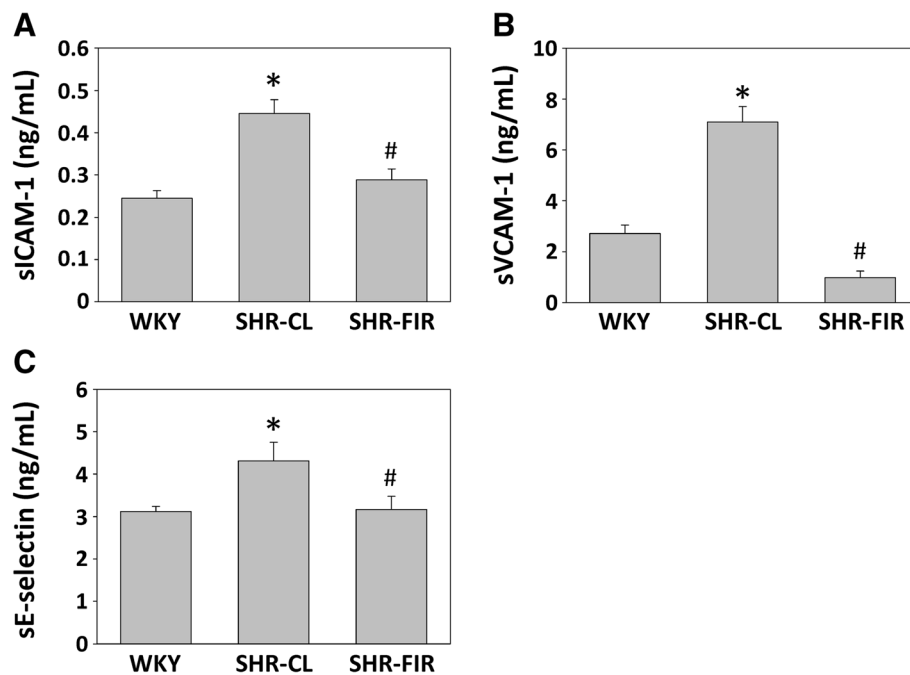 A
sICAM-1 (ng/mL)
0.6
0.5
0.4
0.3
0.2
0.1
0
*
#
WKY SHR-CL SHR-FIR
B
sVCAM-1 (ng/mL)
10
8
6
4
2
0
*
#
WKY SHR-CL SHR-FIR
C
sE-selectin (ng/mL)
6
5
4
3
2
1
0
*
#
WKY SHR-CL SHR-FIR